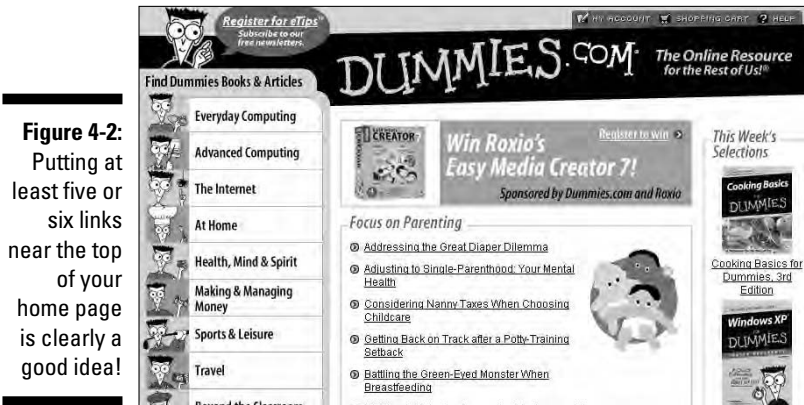 Figure 4-2:
Putting at
least five or
six links
near the top
of your
home page
is clearly a
good idea!
Register for eTips
Subscribe to our
free newsletters.
MY ACCOUNT SHOPPING CART ? HELP
Find Dummies Books & Articles
DUMMIES.COM
The Online Resource
for the Rest of Us!®
Everyday Computing
Advanced Computing
The Internet
At Home
Health, Mind & Spirit
Making & Managing
Money
Sports & Leisure
Travel
Beyond the Classroom
CREATOR
Win Roxio's
Easy Media Creator 7!
Register to win
Sponsored by Dummies.com and Roxio
Focus on Parenting
Addressing the Great Diaper Dilemma
Adjusting to Single-Parenthood: Your Mental
Health
Considering Nanny Taxes When Choosing
Childcare
Getting Back on Track after a Potty-Training
Setback
Battling the Green-Eyed Monster When
Breastfeeding
This Week's
Selections
Cooking Basics
DUMMIES
Cooking Basics for
Dummies, 3rd
Edition
Windows XP
DUMMIES